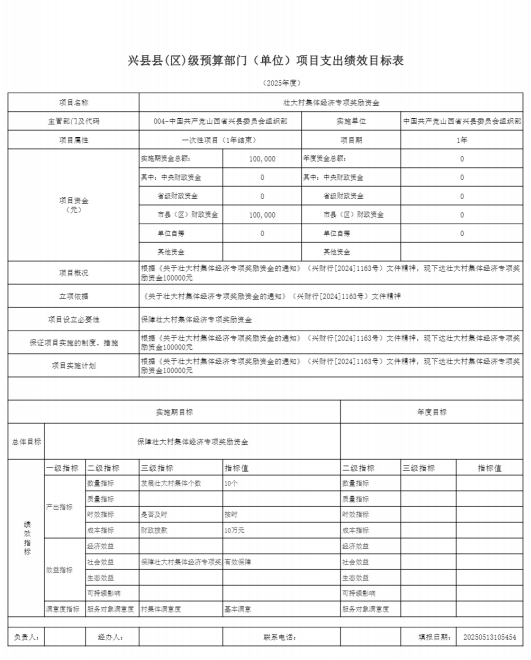 兴县县(区)级预算部门（单位）项目支出绩效目标表
（2025年度）
项目名称 壮大村集体经济专项奖励资金
主管部门及代码 004-中国共产党山西省兴县委员会组织部 实施单位 中国共产党山西省兴县委员会组织部
项目属性 一次性项目（1年结束） 项目期 1年
项目资金（元） 实施期资金总额： 100,000 年度资金总额： 0
其中：中央财政资金 0 其中：中央财政资金 0
省级财政资金 0 省级财政资金 0
市县（区）财政资金 100,000 市县（区）财政资金 0
单位自筹 0 单位自筹 0
其他资金 其他资金
项目概况 根据《关于壮大村集体经济专项奖励资金的通知》（兴财行[2024]1163号）文件精神，现下达壮大村集体经济专项奖
励资金100000元
立项依据 《关于壮大村集体经济专项奖励资金的通知》（兴财行[2024]1163号）文件精神
项目设立必要性 保障壮大村集体经济专项奖励资金
保证项目实施的制度、措施 根据《关于壮大村集体经济专项奖励资金的通知》（兴财行[2024]1163号）文件精神，现下达壮大村集体经济专项奖
励资金100000元
项目实施计划 根据《关于壮大村集体经济专项奖励资金的通知》（兴财行[2024]1163号）文件精神，现下达壮大村集体经济专项奖
励资金100000元
实施期目标 年度目标
总体目标 保障壮大村集体经济专项奖励资金
绩效指标 一级指标 二级指标 三级指标 指标值 二级指标 三级指标 指标值
产出指标 数量指标 发展壮大村集体个数 10个 数量指标
质量指标 质量指标
时效指标 是否及时 按时 时效指标
成本指标 财政拨款 10万元 成本指标
效益指标 经济效益 经济效益
社会效益 保障壮大村集体经济专项奖 有效保障 社会效益
生态效益 生态效益
可持续影响 可持续影响
满意度指标 服务对象满意度 村集体满意度 基本满意 服务对象满意度
负责人： 经办人： 联系电话： 填报日期： 20250513105454